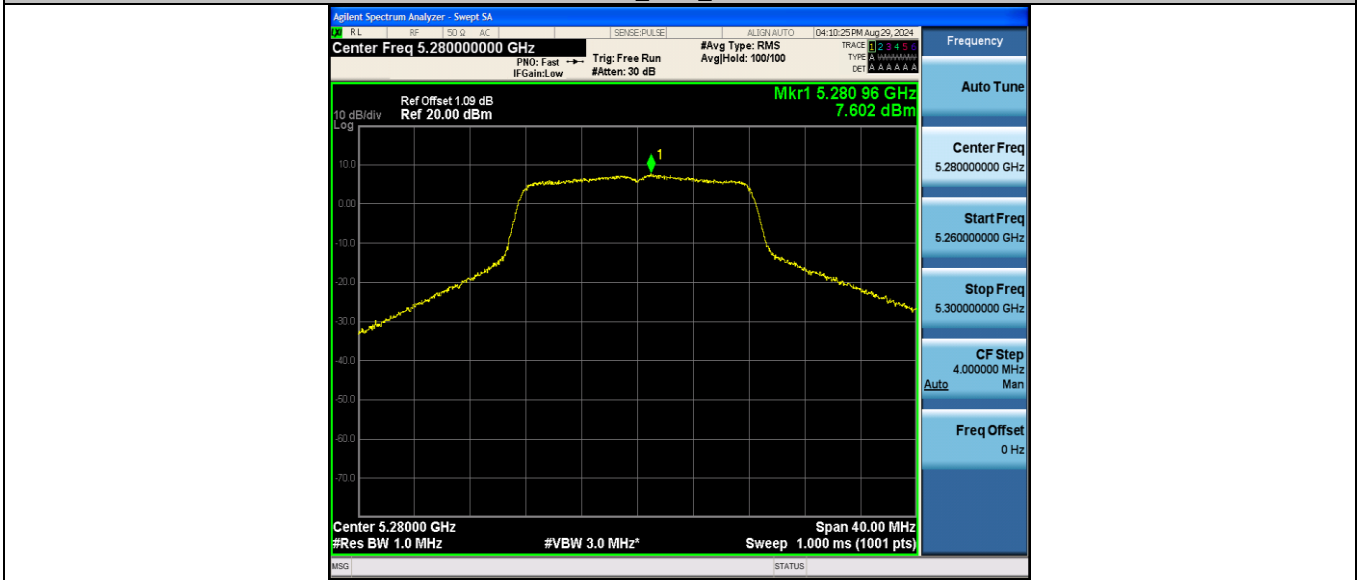 Agilent Spectrum Analyzer - Swept SA
RL RF 50 Ω AC SENSE:PULSE ALIGN AUTO 04:10:25 PM Aug 29, 2024
Center Freq 5.280000000 GHz
PNO: Fast
IFGain:Low
Trig: Free Run
#Atten: 30 dB
#Avg Type: RMS
Avg|Hold: 100/100
TRACE 1 2 3 4 5 6
TYPE A WWWWW
DET A A A A A A
Mkr1 5.280 96 GHz
7.602 dBm
Ref Offset 1.09 dB
10 dB/div Ref 20.00 dBm
Log
1
10.0
0.00
-10.0
-20.0
-30.0
-40.0
-50.0
-60.0
-70.0
Center 5.28000 GHz Span 40.00 MHz
#Res BW 1.0 MHz #VBW 3.0 MHz* Sweep 1.000 ms (1001 pts)
MSG STATUS
Frequency
Auto Tune
Center Freq
5.280000000 GHz
Start Freq
5.260000000 GHz
Stop Freq
5.300000000 GHz
CF Step
4.000000 MHz
Auto Man
Freq Offset
0 Hz